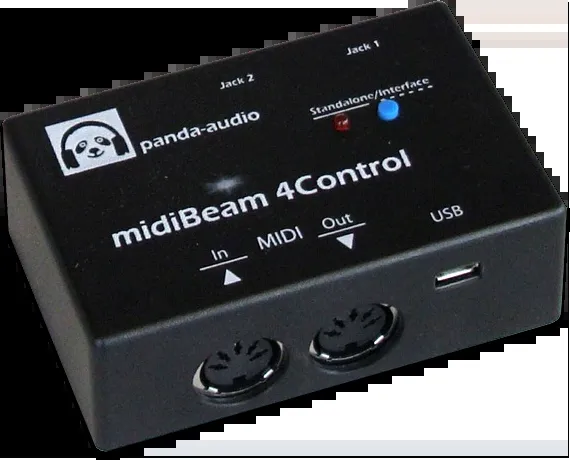 Jack 2
Jack 1
Standalone/Interface
panda-audio
midiBeam 4Control
In MIDI Out
USB